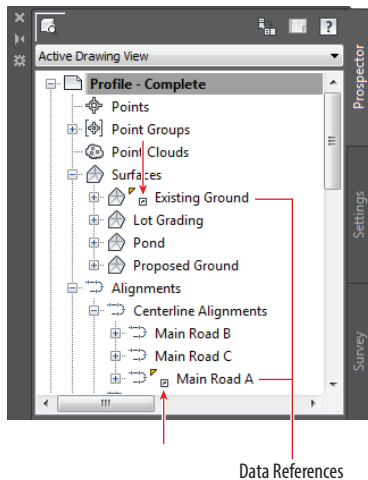 Active Drawing View
Profile - Complete
Points
Point Groups
Point Clouds
Surfaces
Existing Ground
Lot Grading
Pond
Proposed Ground
Alignments
Centerline Alignments
Main Road B
Main Road C
Main Road A
Prospector
Settings
Survey
Data References